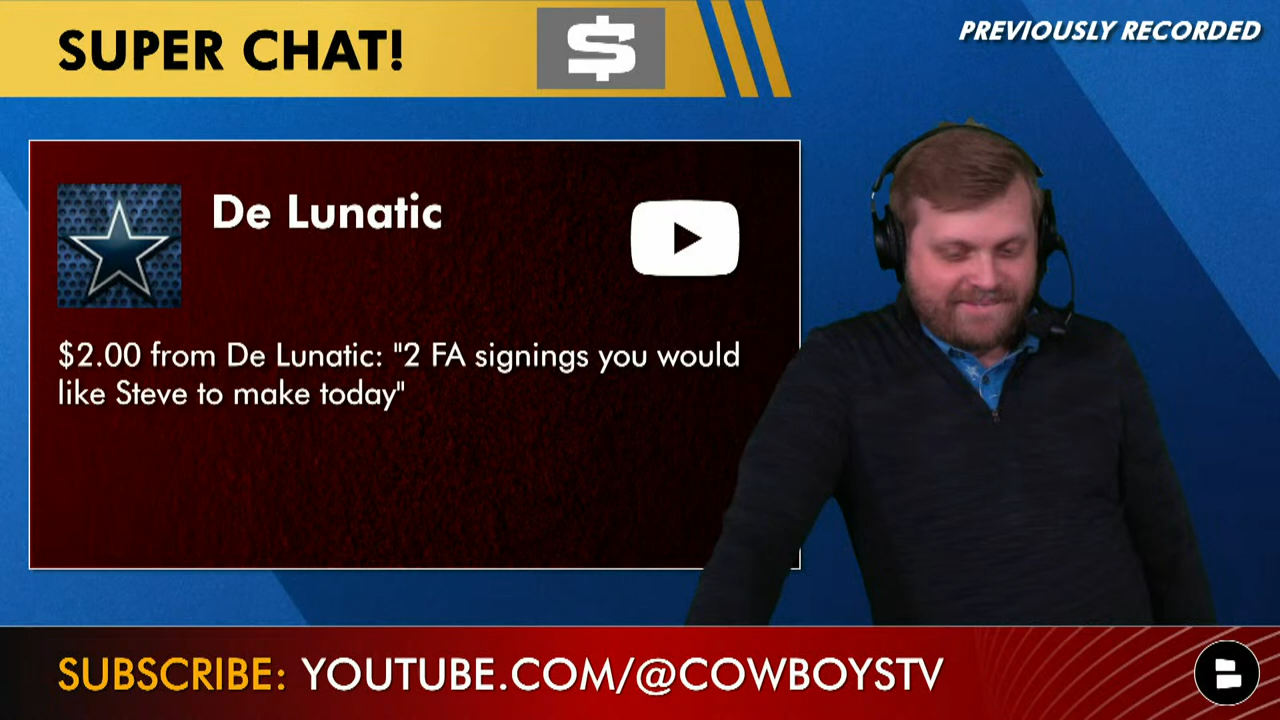 SUPER CHAT!
$
PREVIOUSLY RECORDED
De Lunatic
$2.00 from De Lunatic: "2 FA signings you would
like Steve to make today"
SUBSCRIBE: YOUTUBE.COM/@COWBOYSTV